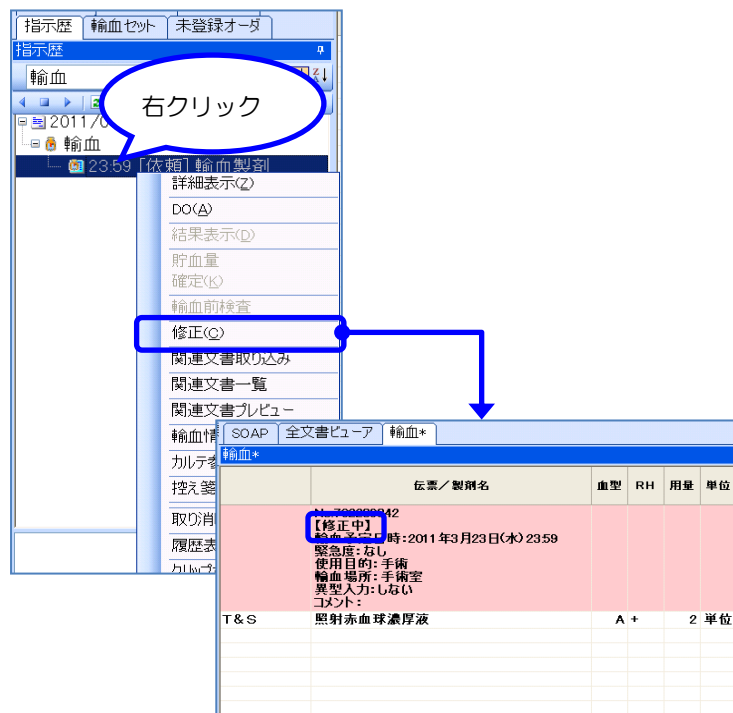 指示歴 輸血セット 未登録オーダ
指示歴
輸血
右クリック
2011/0
輸血
23:59 [依頼] 輸血製剤
詳細表示(Z)
DO(A)
結果表示(D)
貯血量
確定(K)
輸血前検査
修正(C)
関連文書取り込み
関連文書一覧
関連文書プレビュー
輸血情
カルテ参
控え箋
取り消
履歴表
SOAP 全文書ビューア 輸血*
輸血*
伝票/製剤名 血型 RH 用量 単位
【修正中】
輸血予定日時:2011年3月23日(水) 23:59
緊急度:なし
使用目的:手術
輸血場所:手術室
異型入力:しない
コメント:
T&S 照射赤血球濃厚液 A + 2 単位